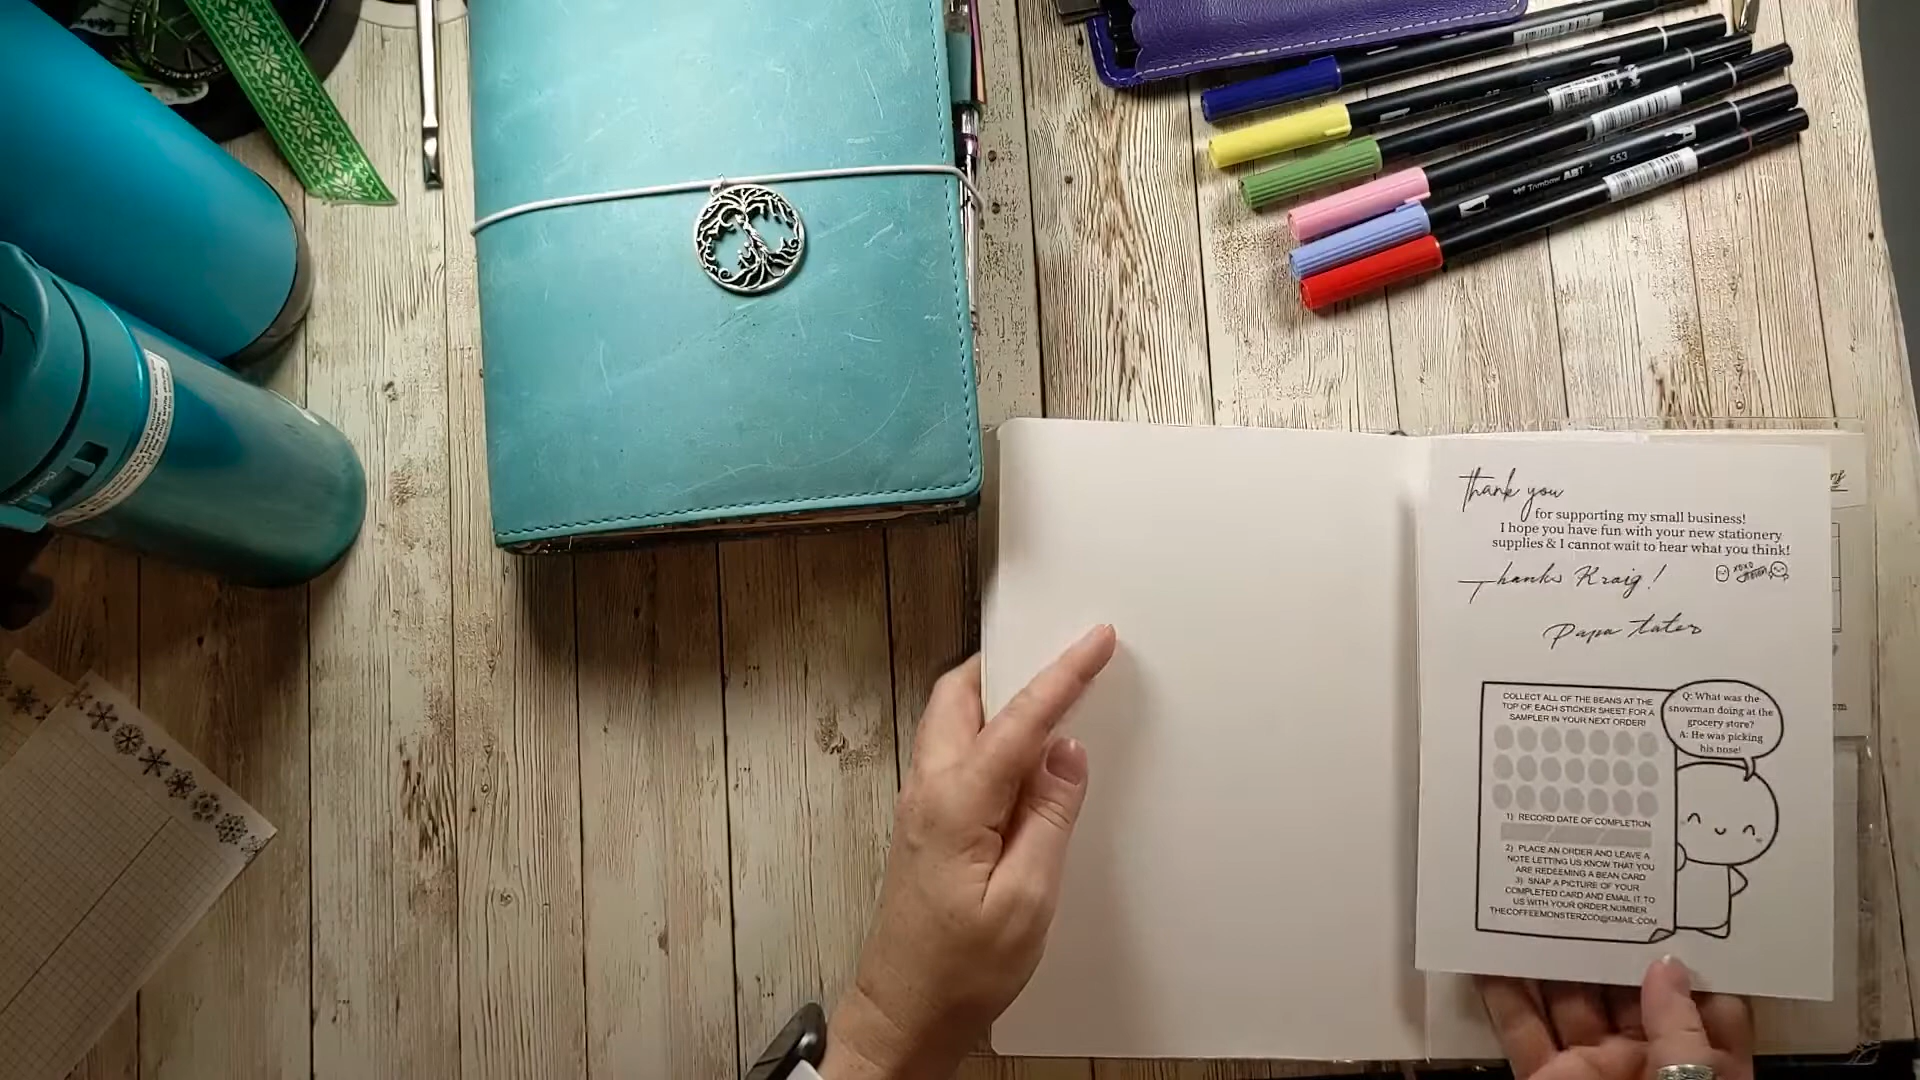 Tombow ABT
553
thank you
for supporting my small business!
I hope you have fun with your new stationery
supplies & I cannot wait to hear what you think!
Thanks Kraig!
xoxo
Papa tater
COLLECT ALL OF THE BEANS AT THE
TOP OF EACH STICKER SHEET FOR A
SAMPLER IN YOUR NEXT ORDER!
Q: What was the
snowman doing at the
grocery store?
A: He was picking
his nose!
1) RECORD DATE OF COMPLETION
2) PLACE AN ORDER AND LEAVE A
NOTE LETTING US KNOW THAT YOU
ARE REDEEMING A BEAN CARD
3) SNAP A PICTURE OF YOUR
COMPLETED CARD AND EMAIL IT TO
US WITH YOUR ORDER NUMBER
THECOFFEEMONSTERZCO@GMAIL.COM